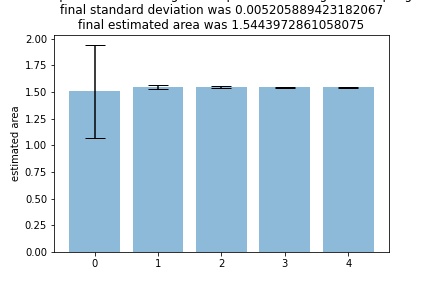 final standard deviation was 0.005205889423182067
final estimated area was 1.5443972861058075
2.00
1.75
1.50
1.25
1.00
0.75
0.50
0.25
0.00
estimated area
0 1 2 3 4